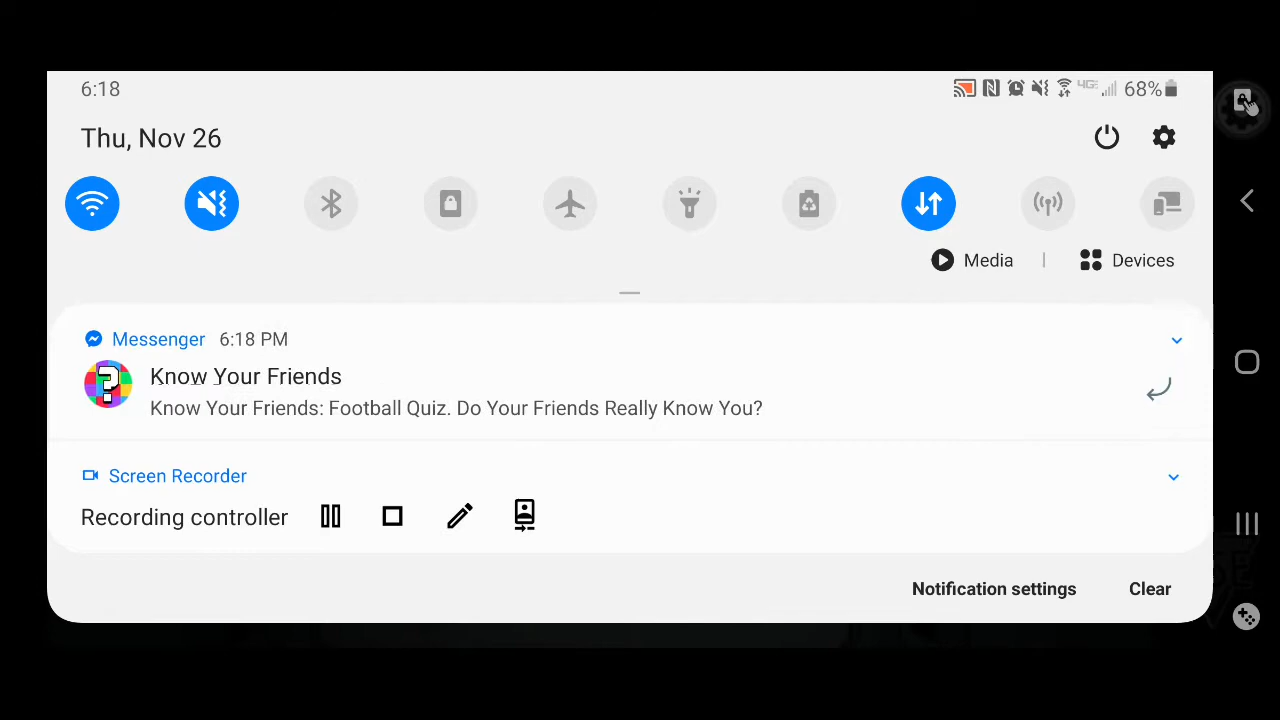 6:18 4GE 68%
Thu, Nov 26
Media | Devices
Messenger 6:18 PM
Know Your Friends
Know Your Friends: Football Quiz. Do Your Friends Really Know You?
Screen Recorder
Recording controller
Notification settings Clear